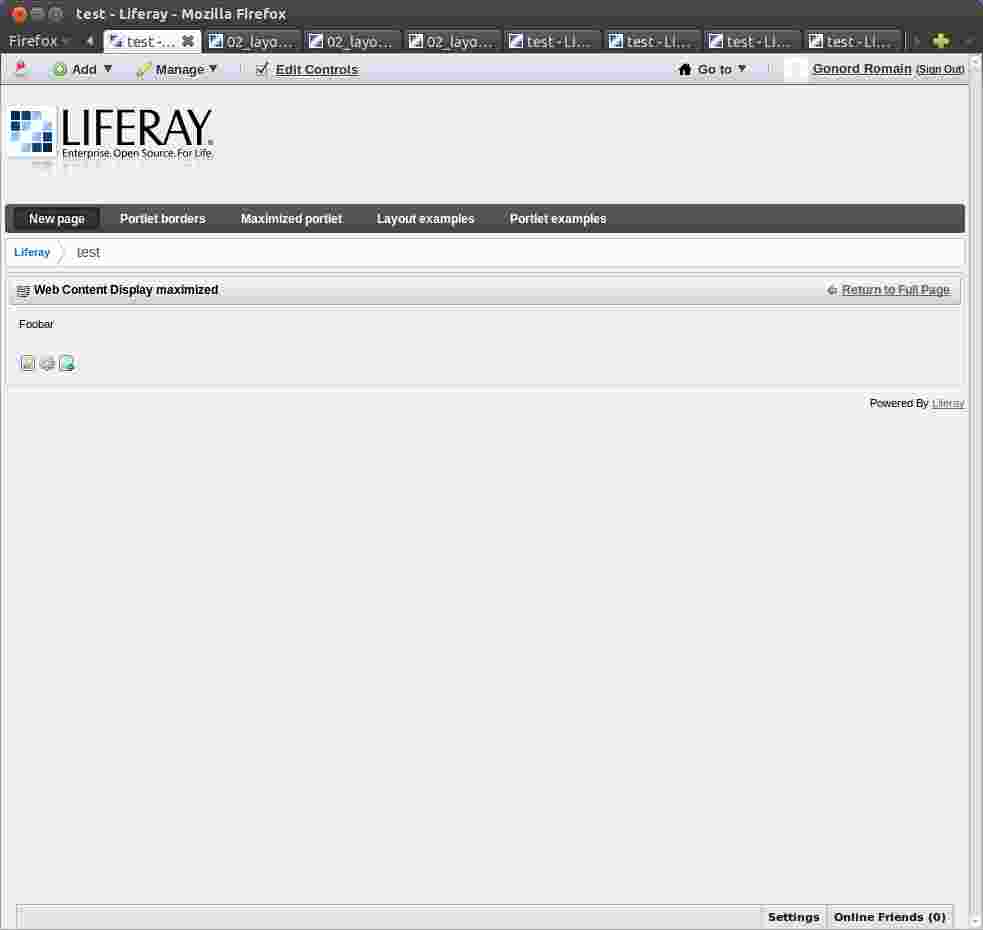 test - Liferay - Mozilla Firefox
Firefox test -... 02_layo... 02_layo... 02_layo... test - Li... test - Li... test - Li... test - Li...
Add Manage Edit Controls Go to Gonord Romain (Sign Out)
LIFERAY.
Enterprise. Open Source. For Life.
New page Portlet borders Maximized portlet Layout examples Portlet examples
Liferay test
Web Content Display maximized Return to Full Page
Foobar
Powered By Liferay
Settings Online Friends (0)